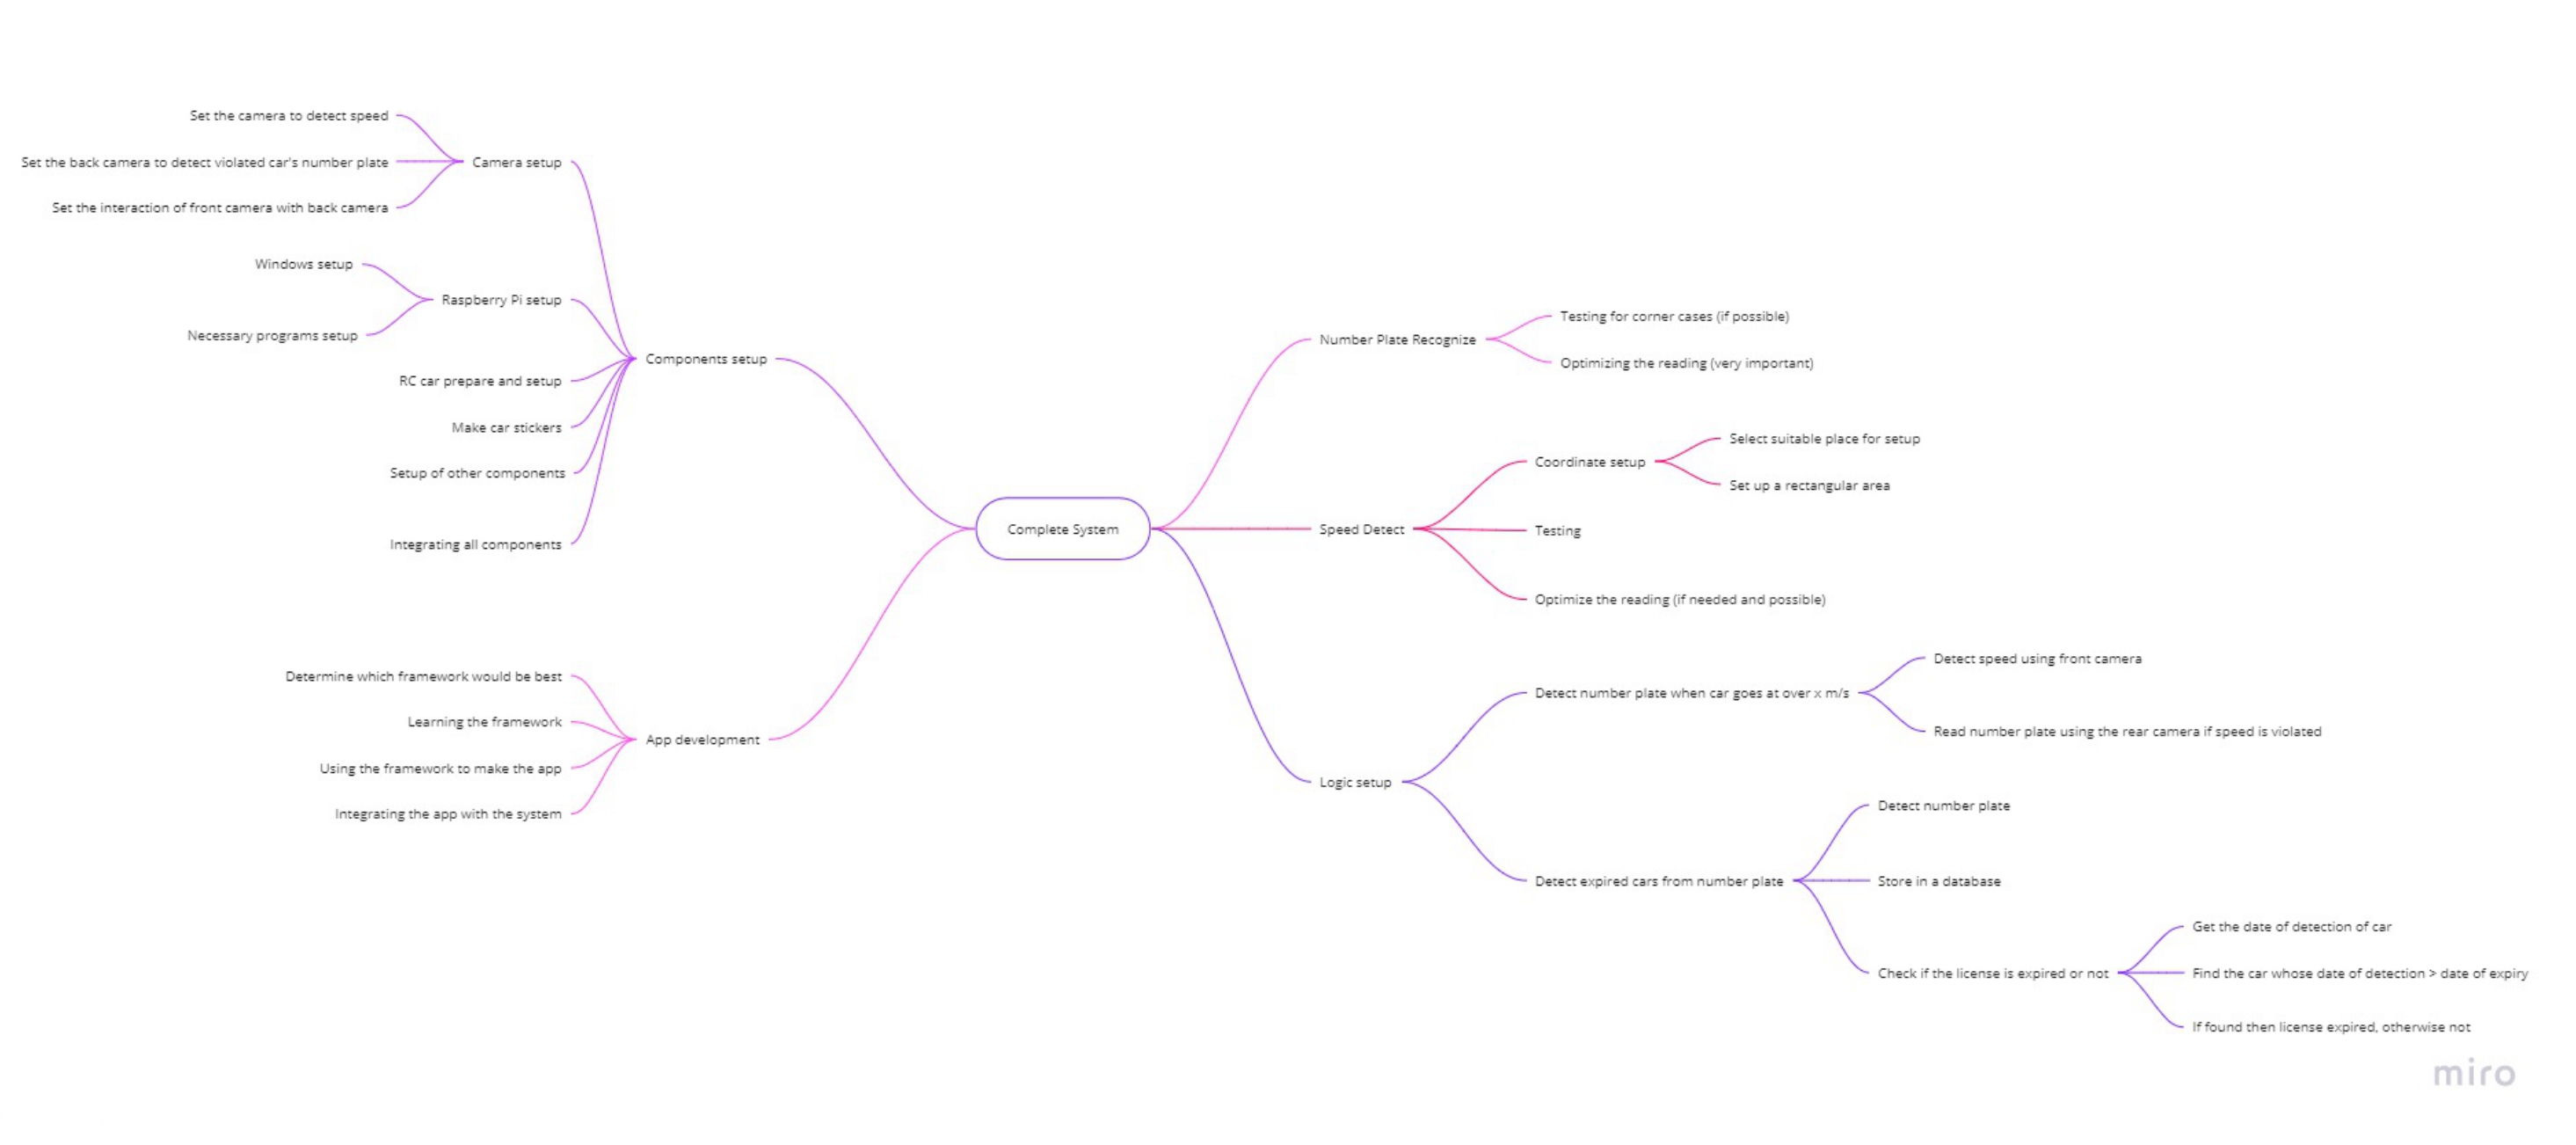 Set the camera to detect speed
Set the back camera to detect violated car's number plate
Camera setup
Set the interaction of front camera with back camera
Windows setup
Raspberry Pi setup
Necessary programs setup
Components setup
RC car prepare and setup
Make car stickers
Setup of other components
Integrating all components
Determine which framework would be best
Learning the framework
App development
Using the framework to make the app
Integrating the app with the system
Complete System
Number Plate Recognize
Testing for corner cases (if possible)
Optimizing the reading (very important)
Speed Detect
Coordinate setup
Select suitable place for setup
Set up a rectangular area
Testing
Optimize the reading (if needed and possible)
Logic setup
Detect number plate when car goes at over x m/s
Detect speed using front camera
Read number plate using the rear camera if speed is violated
Detect expired cars from number plate
Detect number plate
Store in a database
Check if the license is expired or not
Get the date of detection of car
Find the car whose date of detection > date of expiry
If found then license expired, otherwise not
miro